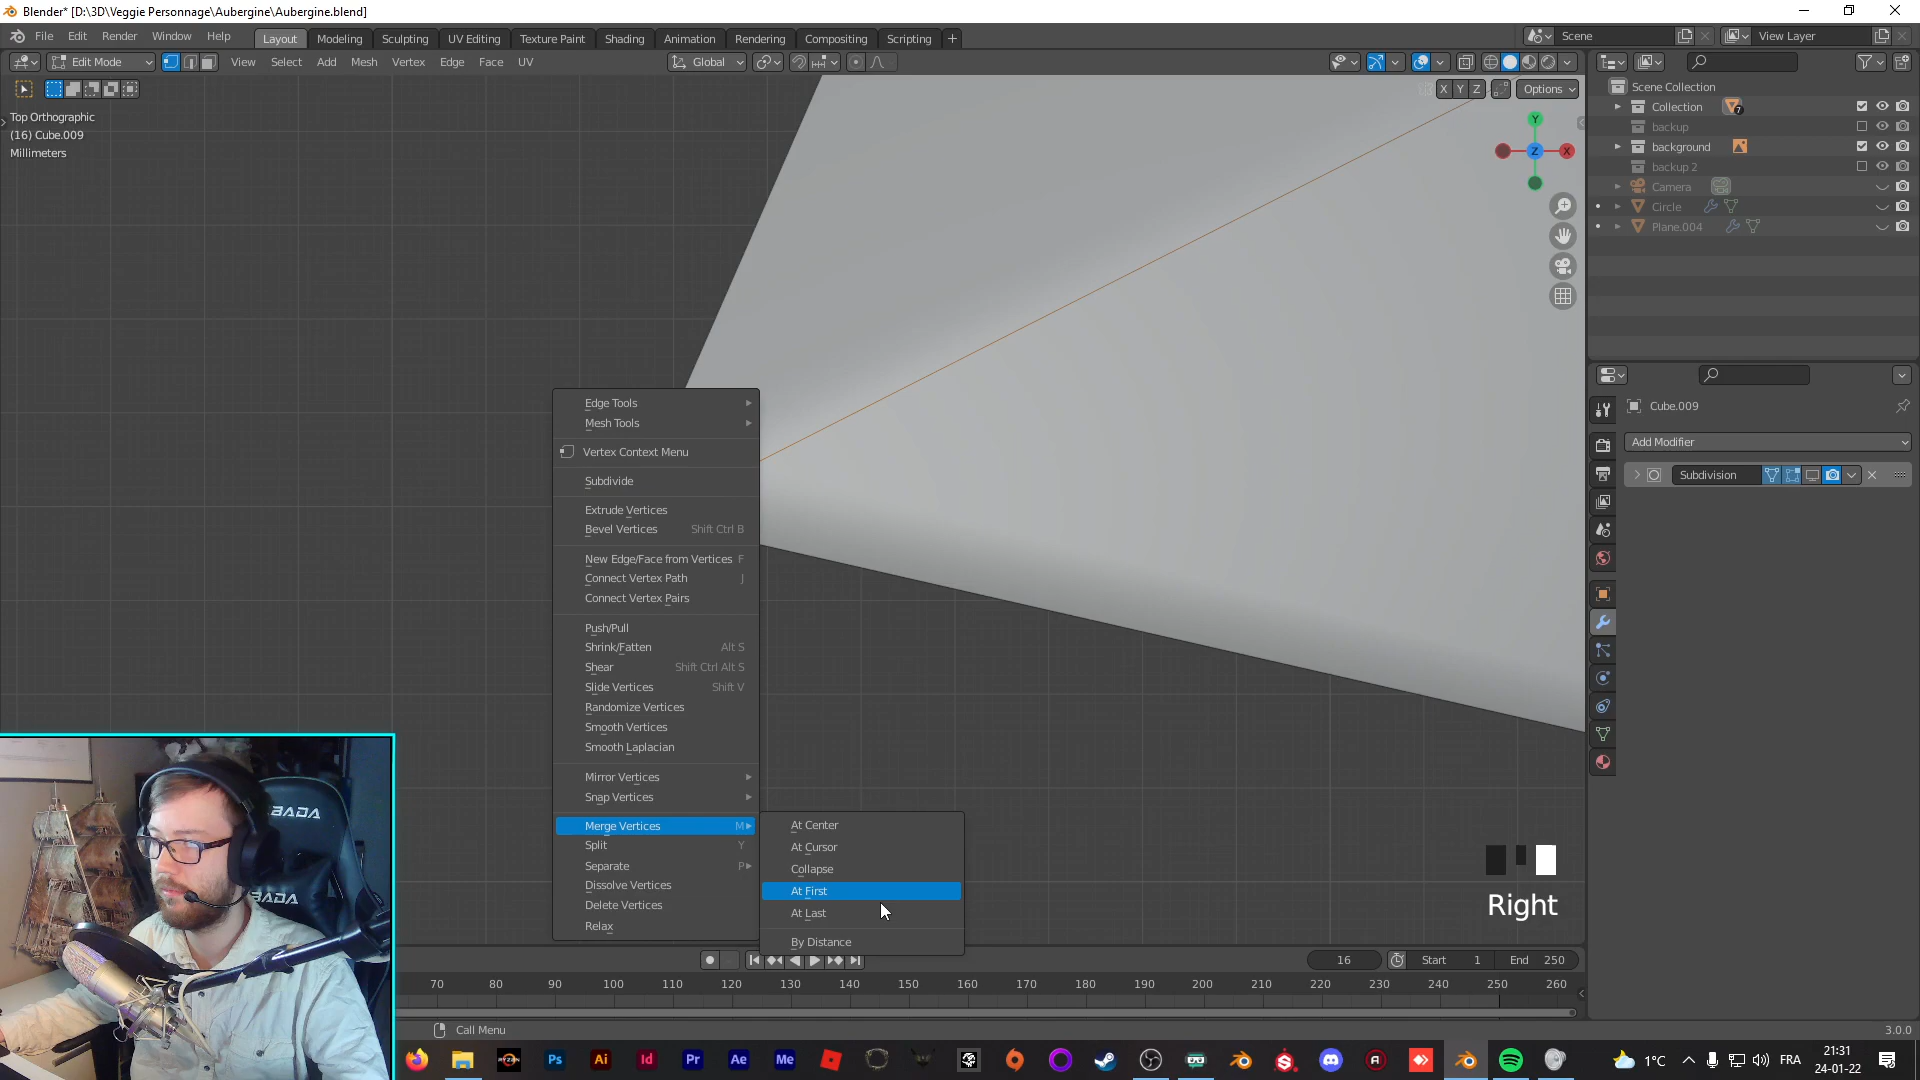 Blender* [D:\3D\Veggie Personnage\Aubergine\Aubergine.blend]
File Edit Render Window Help
Layout Modeling Sculpting UV Editing Texture Paint Shading Animation Rendering Compositing Scripting +
Scene View Layer
Edit Mode View Select Add Mesh Vertex Edge Face UV Global
X Y Z Options
Top Orthographic
(16) Cube.009
Millimeters
Y
Z
X
Scene Collection
Collection 7
backup
background
backup 2
Camera
Circle
Plane.004
Cube.009
Add Modifier
Subdivision
Edge Tools
Mesh Tools
Vertex Context Menu
Subdivide
Extrude Vertices
Bevel Vertices Shift Ctrl B
New Edge/Face from Vertices F
Connect Vertex Path J
Connect Vertex Pairs
Push/Pull
Shrink/Fatten Alt S
Shear Shift Ctrl Alt S
Slide Vertices Shift V
Randomize Vertices
Smooth Vertices
Smooth Laplacian
Mirror Vertices
Snap Vertices
Merge Vertices M
Split Y
Separate P
Dissolve Vertices
Delete Vertices
Relax
At Center
At Cursor
Collapse
At First
At Last
By Distance
Right
BADA
BADA
16 Start 1 End 250
70 80 90 100 110 120 130 140 150 160 170 180 190 200 210 220 230 240 250 260
Call Menu
3.0.0
RYZEN Ps Ai Id Pr Ae Me
1°C FRA 21:31
24-01-22